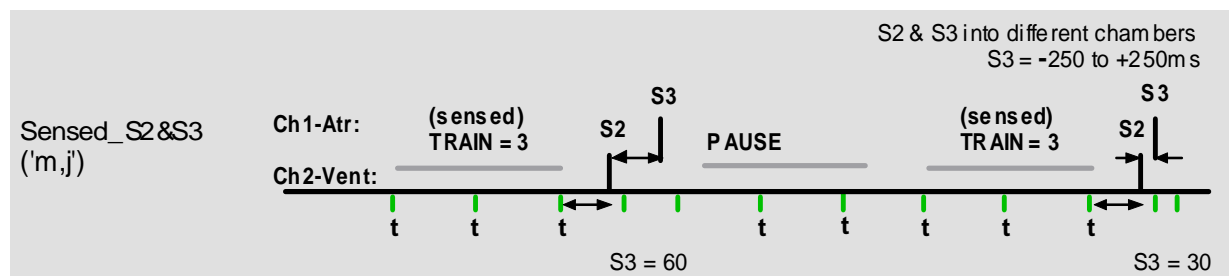 S2 & S3 into different chambers
S3 = -250 to +250ms
Sensed_S2&S3
('m,j')
Ch1-Atr:
Ch2-Vent:
(sensed)
TRAIN = 3
S2
S3
PAUSE
(sensed)
TRAIN = 3
S2
S3
t t t t t t t t
S3 = 60 S3 = 30